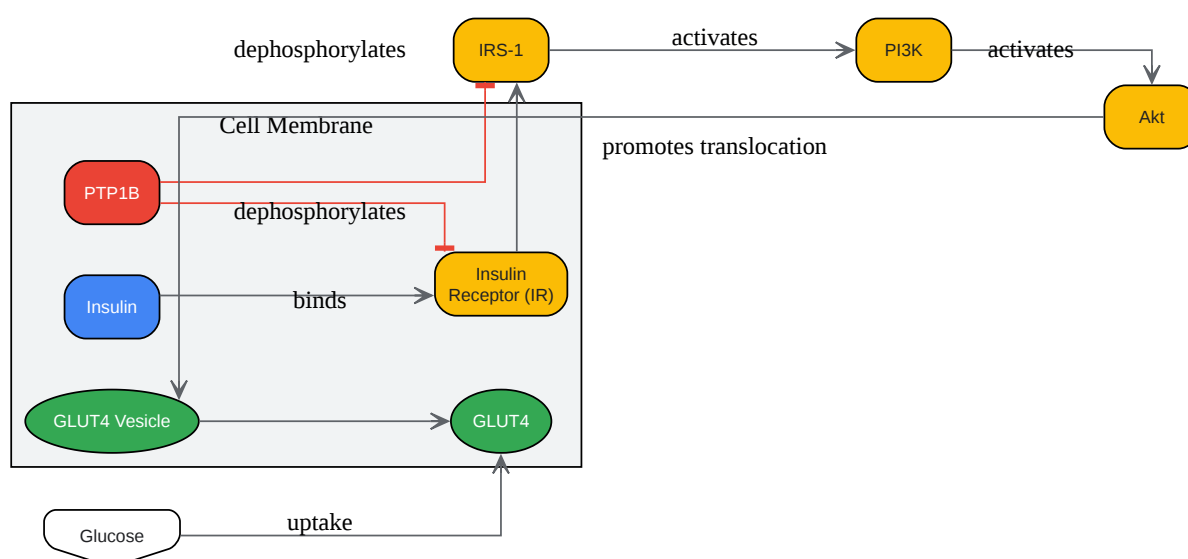 dephosphorylates
IRS-1
activates
PI3K
activates
Akt
Cell Membrane
promotes translocation
PTP1B
dephosphorylates
Insulin
Receptor (IR)
Insulin
binds
GLUT4 Vesicle
GLUT4
Glucose
uptake